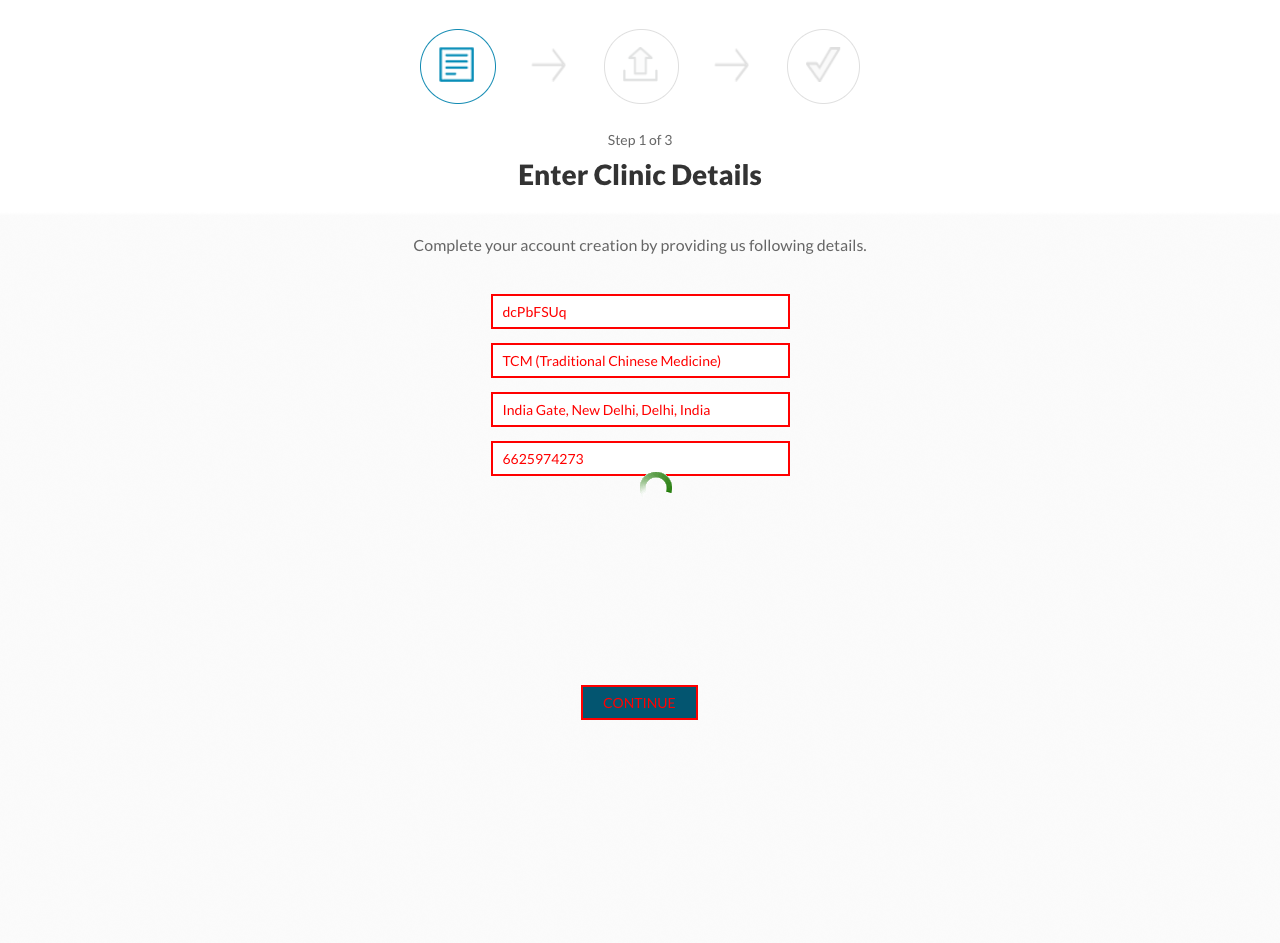 Step 1 of 3
Enter Clinic Details
Complete your account creation by providing us following details.
dcPbFSUq
TCM (Traditional Chinese Medicine)
India Gate, New Delhi, Delhi, India
6625974273
CONTINUE